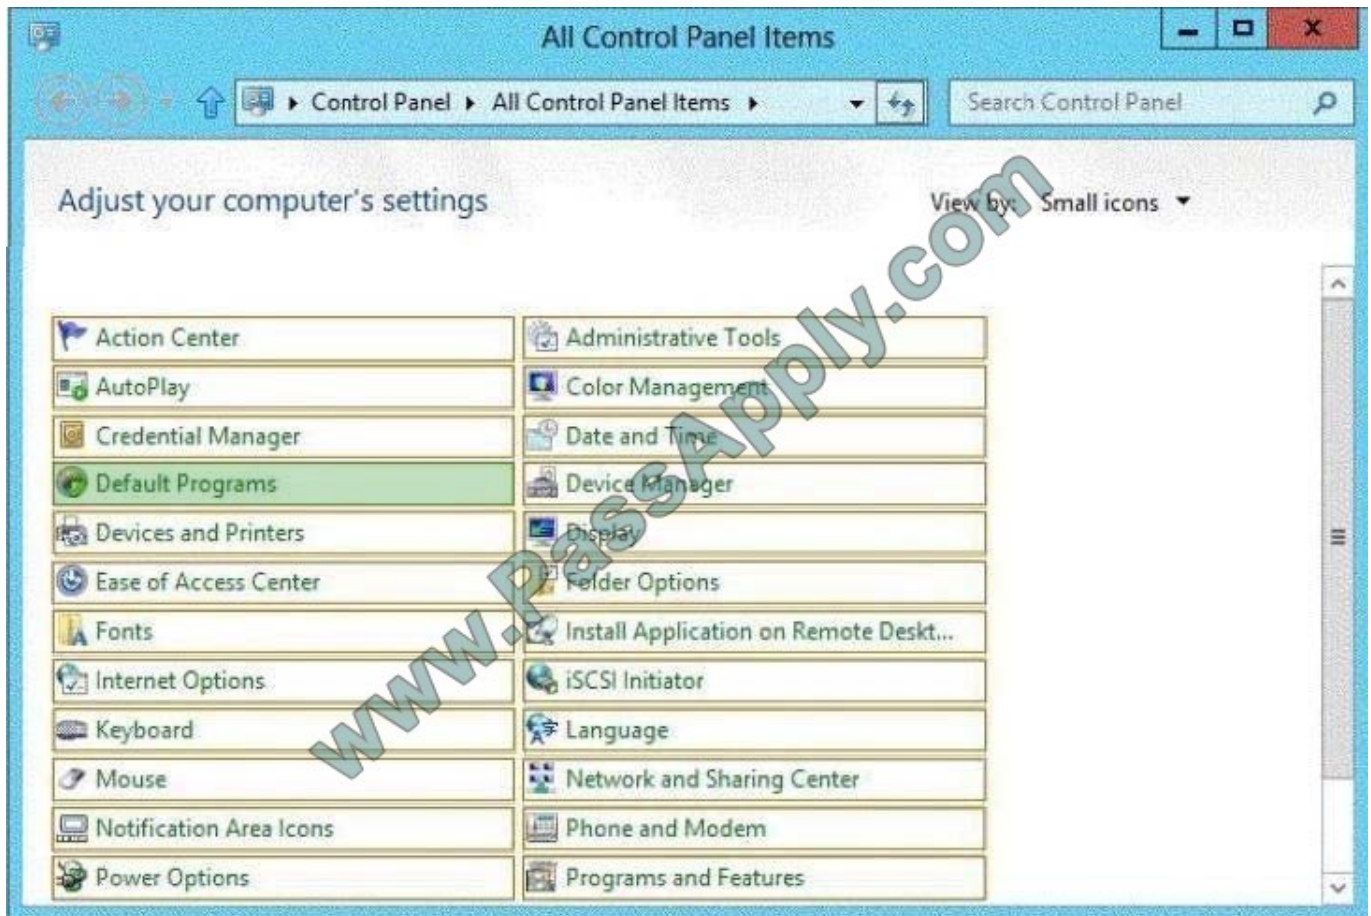 All Control Panel Items
Control Panel All Control Panel Items
Search Control Panel
Adjust your computer's settings
View by: Small icons
Action Center
Administrative Tools
AutoPlay
Color Management
Credential Manager
Date and Time
Default Programs
Device Manager
Devices and Printers
Display
Ease of Access Center
Folder Options
Fonts
Install Application on Remote Deskt...
Internet Options
iSCSI Initiator
Keyboard
Language
Mouse
Network and Sharing Center
Notification Area Icons
Phone and Modem
Power Options
Programs and Features
www.PassApply.com